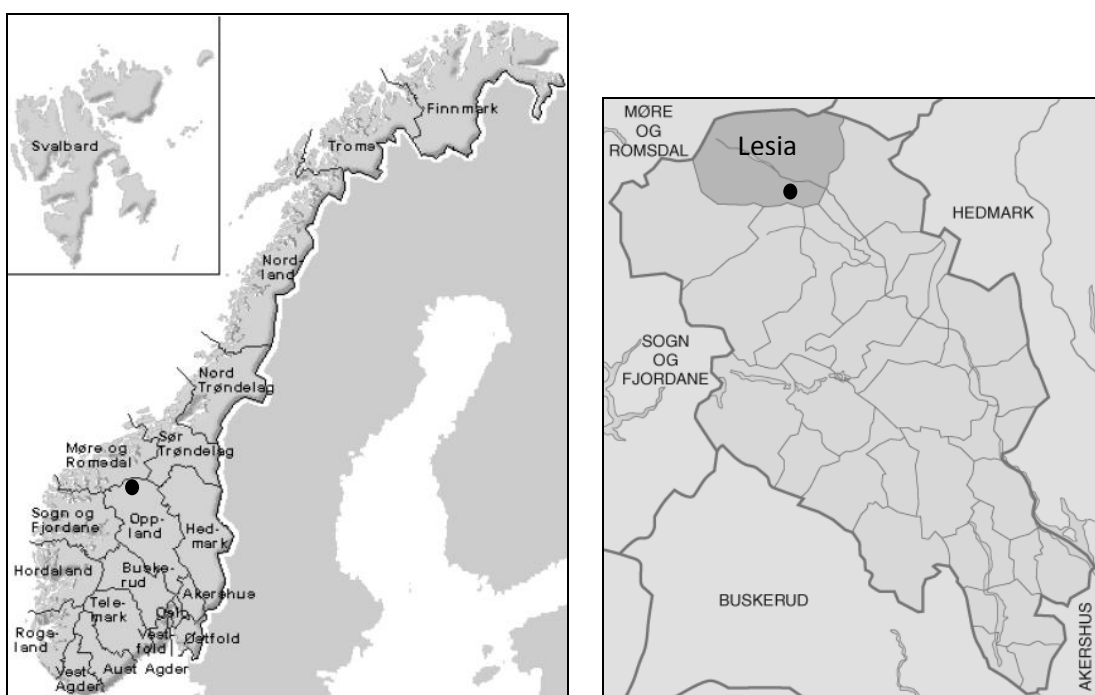 Svalbard
Finnmark
Troms
Nord-
land
Nord
Trøndelag
Sør
Trøndelag
Møre og
Romsdal
Sogn og
Fjordane
Opp-
land
Hed-
mark
Hordaland
Buske-
rud
Akershus
Oslo
Tele-
mark
Vest-
fold
Østfold
Roga-
land
Aust Agder
Vest-
Agder
MØRE
OG
ROMSDAL
Lesia
HEDMARK
SOGN
OG
FJORDANE
BUSKERUD
AKERSHUS